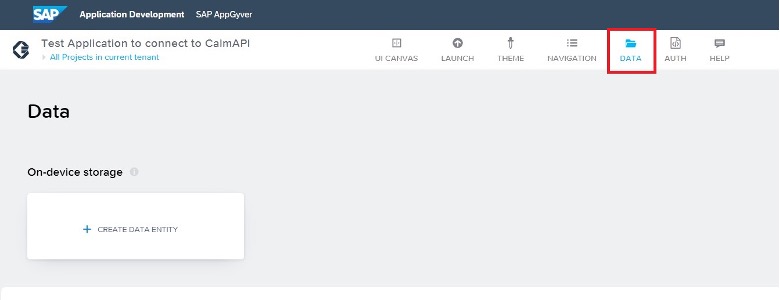 SAP Application Development SAP AppGyver
Test Application to connect to CalmAPI
All Projects in current tenant
UI CANVAS LAUNCH THEME NAVIGATION DATA AUTH HELP
Data
On-device storage
+ CREATE DATA ENTITY